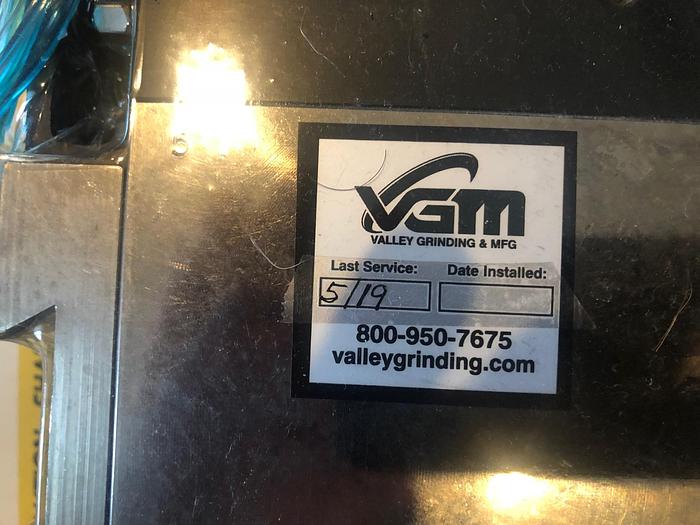 VGM
VALLEY GRINDING & MFG
Last Service: Date Installed:
5/19
800-950-7675
valleygrinding.com